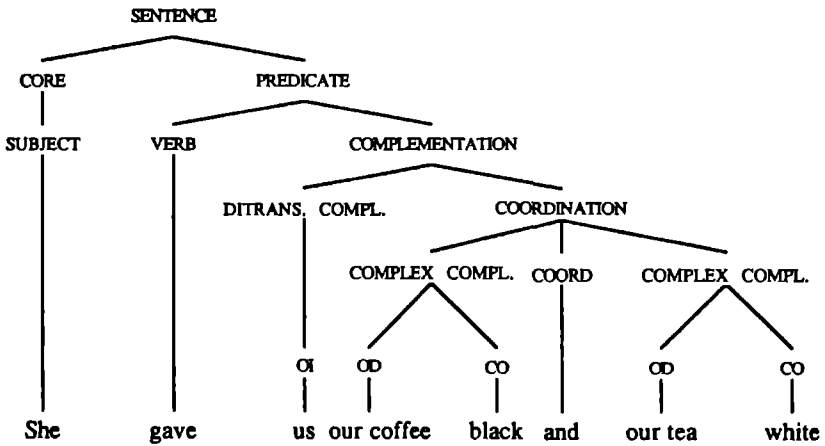 SENTENCE
CORE PREDICATE
SUBJECT VERB COMPLEMENTATION
DITRANS. COMPL. COORDINATION
COMPLEX COMPL. COORD COMPLEX COMPL.
Oi OD CO OD CO
She gave us our coffee black and our tea white